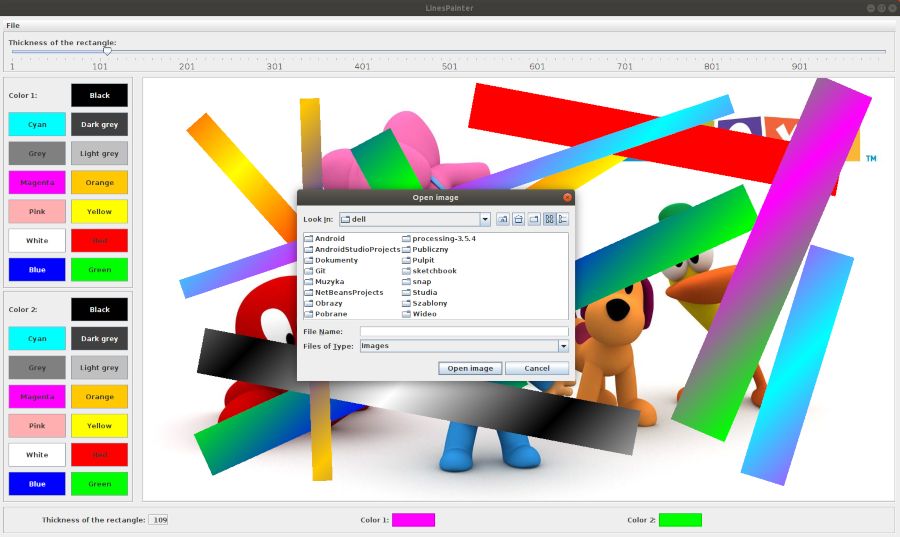 LinesPainter
File
Thickness of the rectangle:
1 101 201 301 401 501 601 701 801 901
Color 1:
Black
Cyan
Dark grey
Grey
Light grey
Magenta
Orange
Pink
Yellow
White
Red
Blue
Green
Color 2:
Black
Cyan
Dark grey
Grey
Light grey
Magenta
Orange
Pink
Yellow
White
Red
Blue
Green
TM
Open image
Look In: dell
Android
AndroidStudioProjects
Dokumenty
Git
Muzyka
NetBeansProjects
Obrazy
Pobrane
processing-3.5.4
Publiczny
Pulpit
sketchbook
snap
Studia
Szablony
Wideo
File Name:
Files of Type: Images
Open image Cancel
Thickness of the rectangle: 109
Color 1:
Color 2: